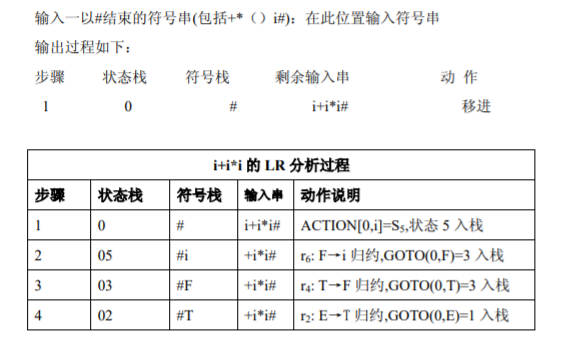 输入一以#结束的符号串(包括+*（）i#)：在此位置输入符号串
输出过程如下：
步骤 状态栈 符号栈 剩余输入串 动 作
1 0 # i+i*i# 移进
i+i*i 的 LR 分析过程
步骤 状态栈 符号栈 输入串 动作说明
1 0 # i+i*i# ACTION[0,i]=S₅,状态 5 入栈
2 05 #i +i*i# r₆: F→i 归约,GOTO(0,F)=3 入栈
3 03 #F +i*i# r₄: T→F 归约,GOTO(0,T)=3 入栈
4 02 #T +i*i# r₂: E→T 归约,GOTO(0,E)=1 入栈